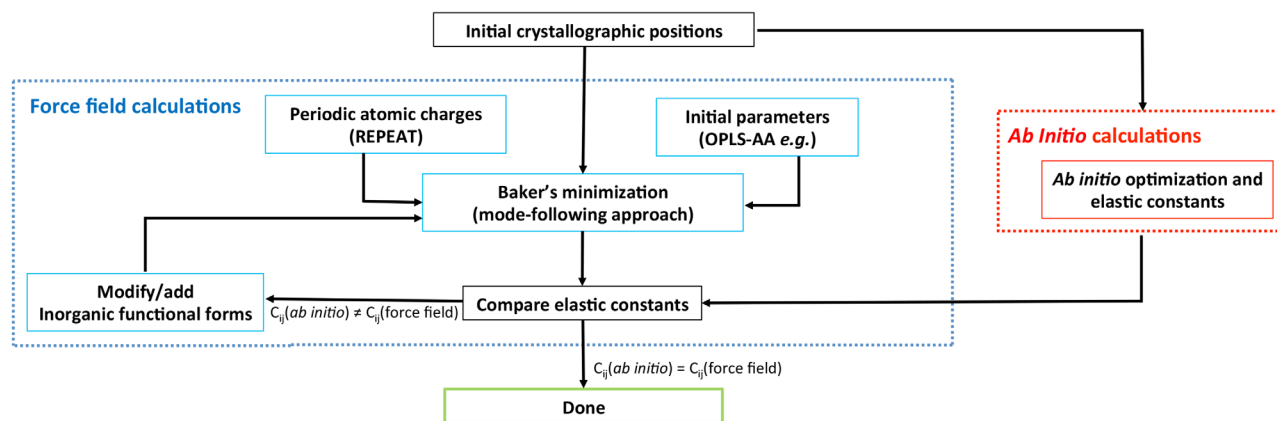 Initial crystallographic positions
Force field calculations
Periodic atomic charges
(REPEAT)
Initial parameters
(OPLS-AA e.g.)
Ab Initio calculations
Ab initio optimization and
elastic constants
Baker's minimization
(mode-following approach)
Modify/add
Inorganic functional forms
Compare elastic constants
Cij(ab initio) ≠ Cij(force field)
Cij(ab initio) = Cij(force field)
Done